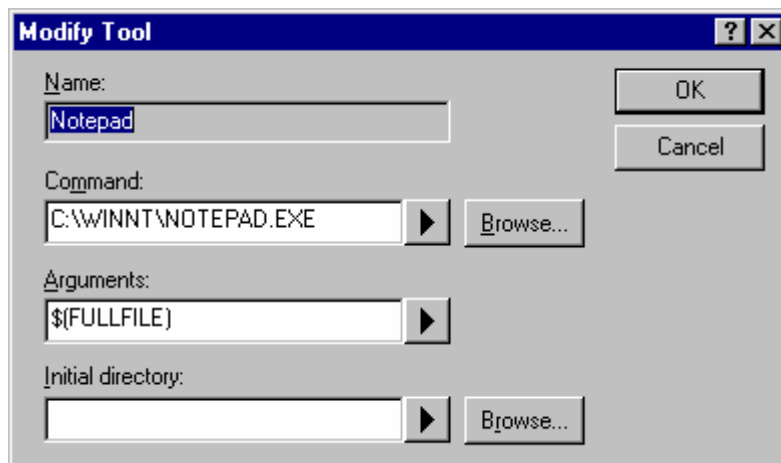 Modify Tool
?
Name:
OK
Notepad
Cancel
Command:
C:\WINNT\NOTEPAD.EXE
Browse...
Arguments:
$(FULLFILE)
Initial directory:
Browse...